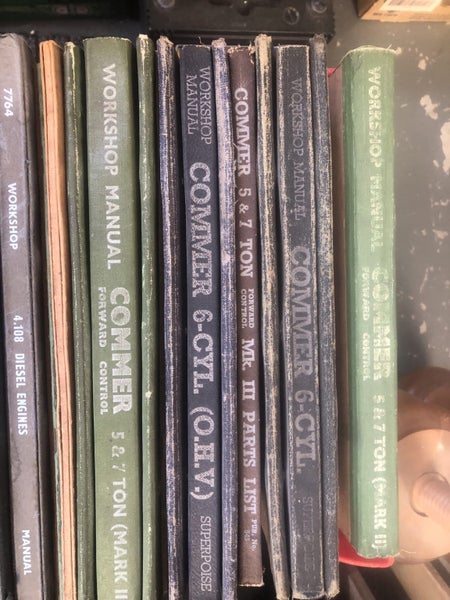 7764
WORKSHOP
4.108 DIESEL ENGINES
MANUAL
WORKSHOP MANUAL
COMMER
FORWARD
CONTROL
5 & 7 TON (MARK II
WORKSHOP
MANUAL
COMMER 6-CYL. (O.H.V.)
SUPERPOISE
COMMER 5 & 7 TON
FORWARD
CONTROL
Mk. III PARTS LIST
PUB. No.
WORKSHOP
MANUAL
COMMER 6-CYL.
WORKSHOP MANUAL
COMMER
FORWARD
CONTROL
5 & 7 TON (MARK II)